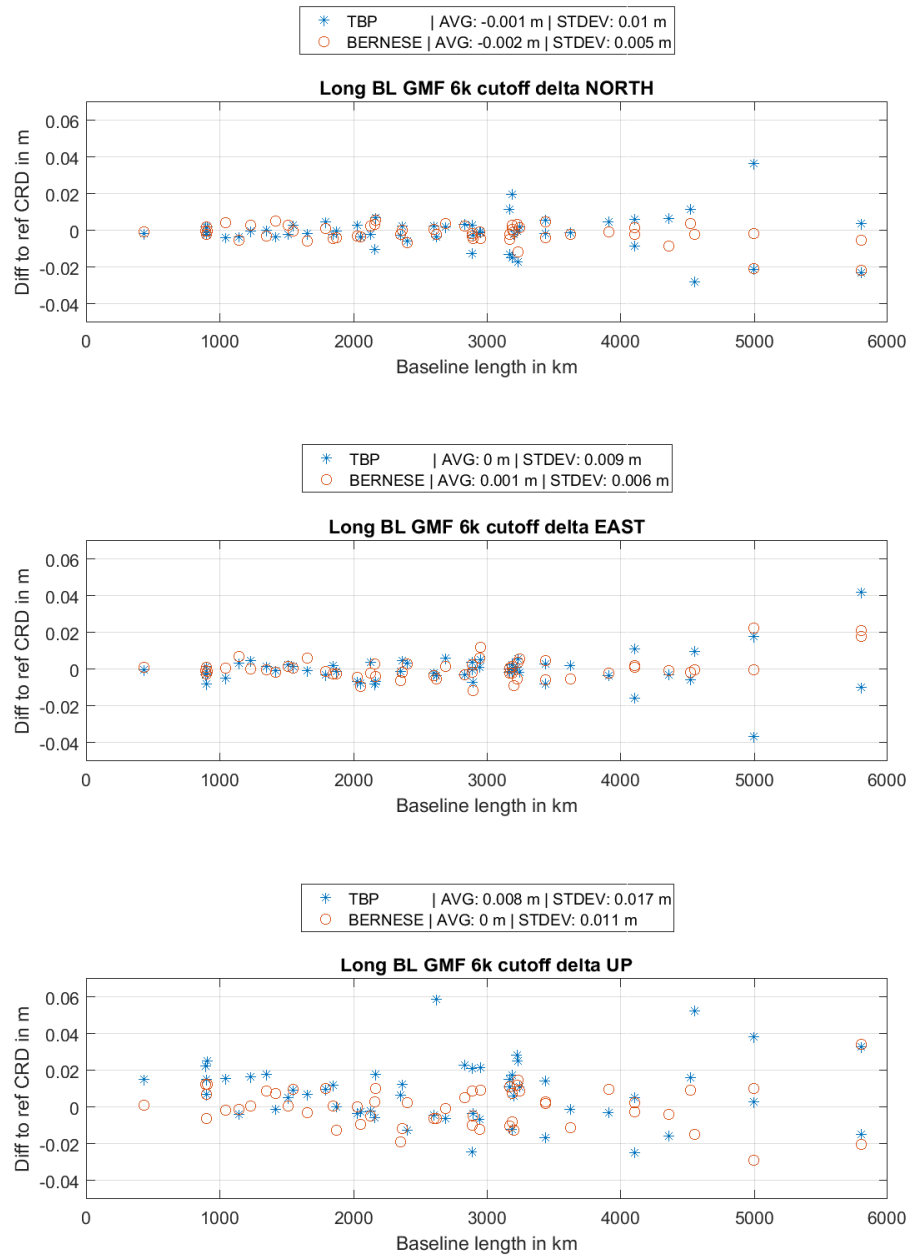 TBP | AVG: -0.001 m | STDEV: 0.01 m
BERNESE | AVG: -0.002 m | STDEV: 0.005 m
Long BL GMF 6k cutoff delta NORTH
0.06
0.04
0.02
0
-0.02
-0.04
Diff to ref CRD in m
0 1000 2000 3000 4000 5000 6000
Baseline length in km
TBP | AVG: 0 m | STDEV: 0.009 m
BERNESE | AVG: 0.001 m | STDEV: 0.006 m
Long BL GMF 6k cutoff delta EAST
0.06
0.04
0.02
0
-0.02
-0.04
Diff to ref CRD in m
0 1000 2000 3000 4000 5000 6000
Baseline length in km
TBP | AVG: 0.008 m | STDEV: 0.017 m
BERNESE | AVG: 0 m | STDEV: 0.011 m
Long BL GMF 6k cutoff delta UP
0.06
0.04
0.02
0
-0.02
-0.04
Diff to ref CRD in m
0 1000 2000 3000 4000 5000 6000
Baseline length in km